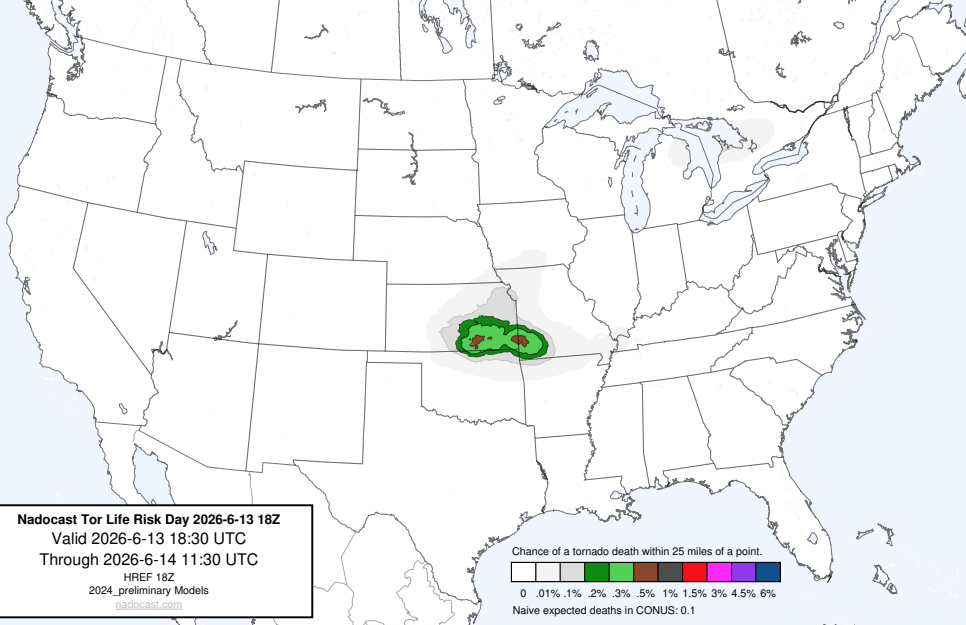 Nadocast Tor Life Risk Day 2026-6-13 18Z
Valid 2026-6-13 18:30 UTC
Through 2026-6-14 11:30 UTC
HREF 18Z
2024_preliminary Models
nadocast.com
Chance of a tornado death within 25 miles of a point.
0 .01% .1% .2% .3% .5% 1% 1.5% 3% 4.5% 6%
Naive expected deaths in CONUS: 0.1